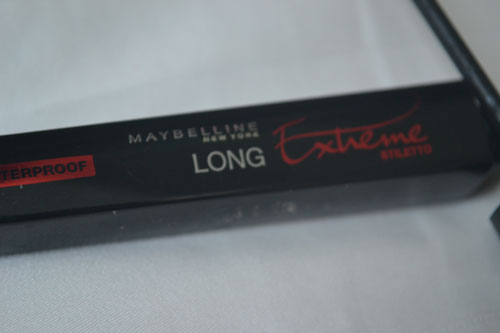 MAYBELLINE
NEW YORK
LONG Extreme
STILETTO
TERPROOF